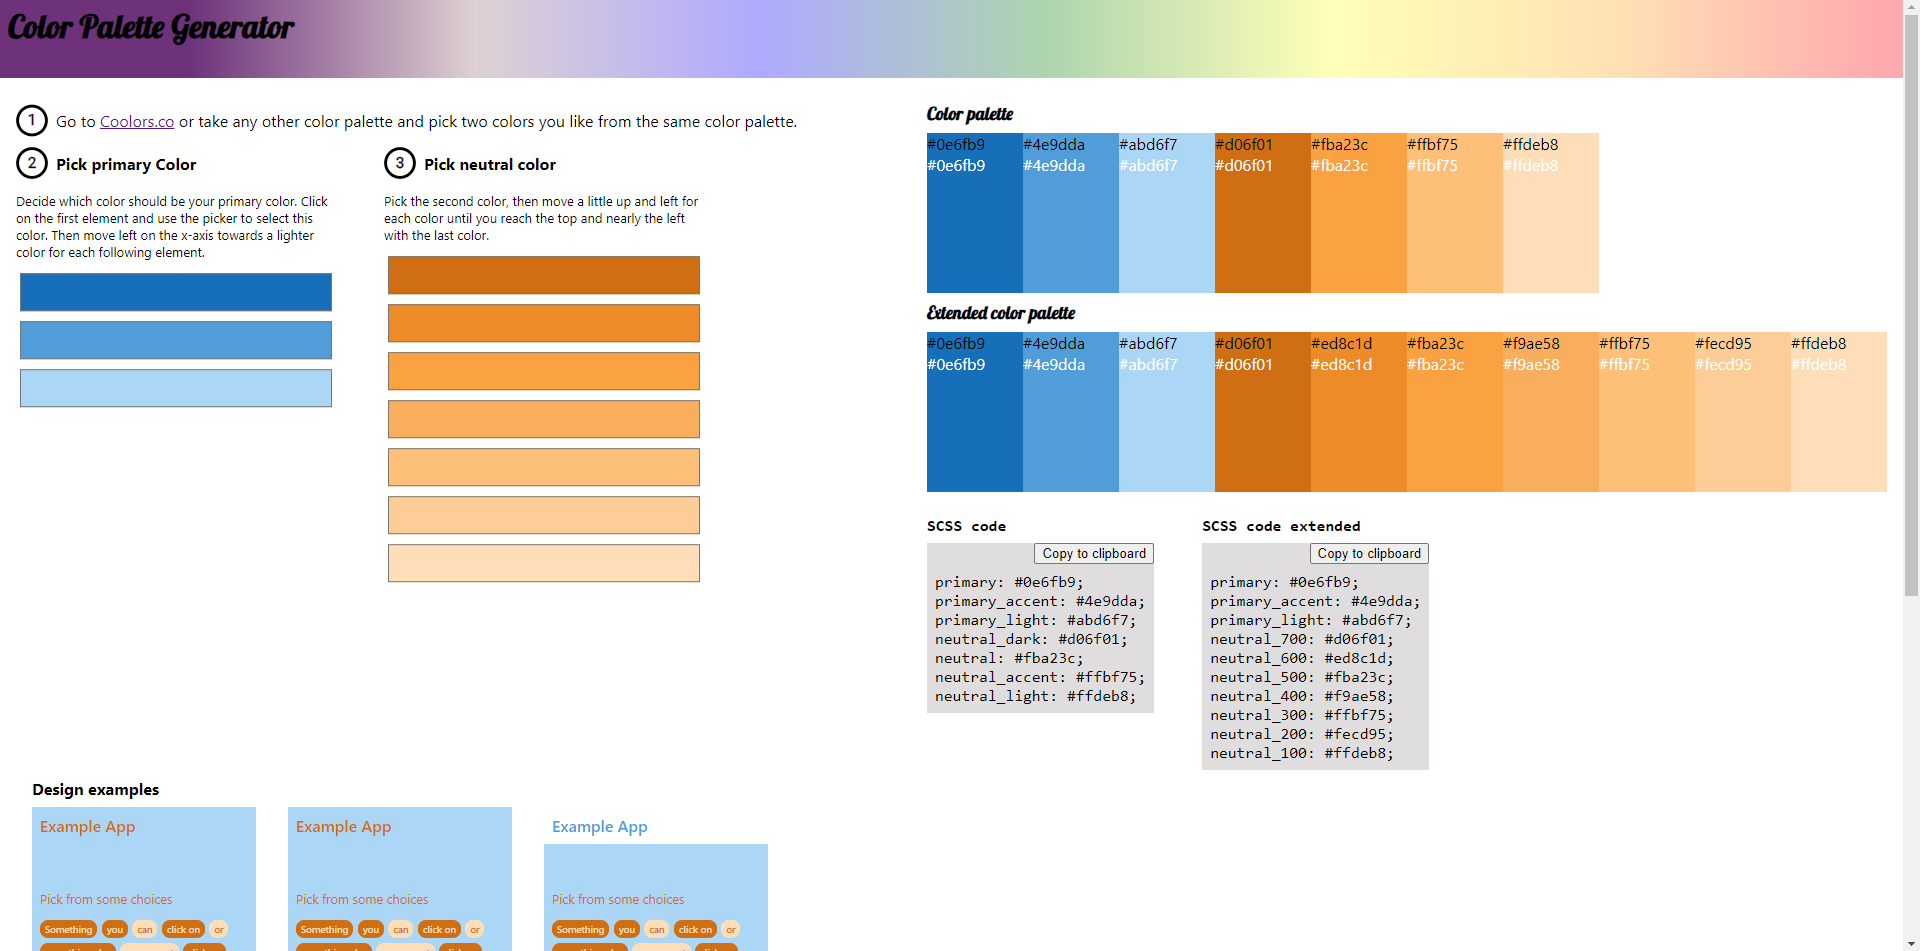 Color Palette Generator
1 Go to Coolors.co or take any other color palette and pick two colors you like from the same color palette.
2 Pick primary Color
Decide which color should be your primary color. Click
on the first element and use the picker to select this
color. Then move left on the x-axis towards a lighter
color for each following element.
3 Pick neutral color
Pick the second color, then move a little up and left for
each color until you reach the top and nearly the left
with the last color.
Color palette
#0e6fb9 #4e9dda #abd6f7 #d06f01 #fba23c #ffbf75 #ffdeb8
#0e6fb9 #4e9dda #abd6f7 #d06f01 #fba23c #ffbf75 #ffdeb8
Extended color palette
#0e6fb9 #4e9dda #abd6f7 #d06f01 #ed8c1d #fba23c #f9ae58 #ffbf75 #fecd95 #ffdeb8
#0e6fb9 #4e9dda #abd6f7 #d06f01 #ed8c1d #fba23c #f9ae58 #ffbf75 #fecd95 #ffdeb8
SCSS code
Copy to clipboard
primary: #0e6fb9;
primary_accent: #4e9dda;
primary_light: #abd6f7;
neutral_dark: #d06f01;
neutral: #fba23c;
neutral_accent: #ffbf75;
neutral_light: #ffdeb8;
SCSS code extended
Copy to clipboard
primary: #0e6fb9;
primary_accent: #4e9dda;
primary_light: #abd6f7;
neutral_700: #d06f01;
neutral_600: #ed8c1d;
neutral_500: #fba23c;
neutral_400: #f9ae58;
neutral_300: #ffbf75;
neutral_200: #fecd95;
neutral_100: #ffdeb8;
Design examples
Example App
Pick from some choices
Something you can click on or
Example App
Pick from some choices
Something you can click on or
Example App
Pick from some choices
Something you can click on or